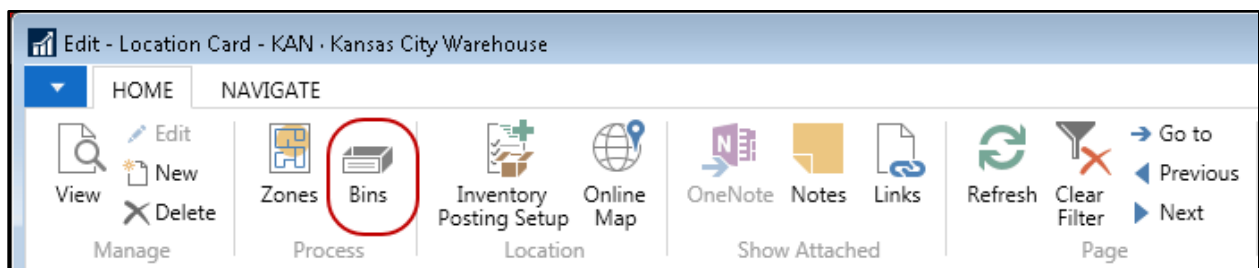 Edit - Location Card - KAN · Kansas City Warehouse
HOME NAVIGATE
View
Edit
New
Delete
Manage
Zones
Bins
Process
Inventory
Posting Setup
Online
Map
Location
OneNote
Notes
Links
Show Attached
Refresh
Clear
Filter
Go to
Previous
Next
Page